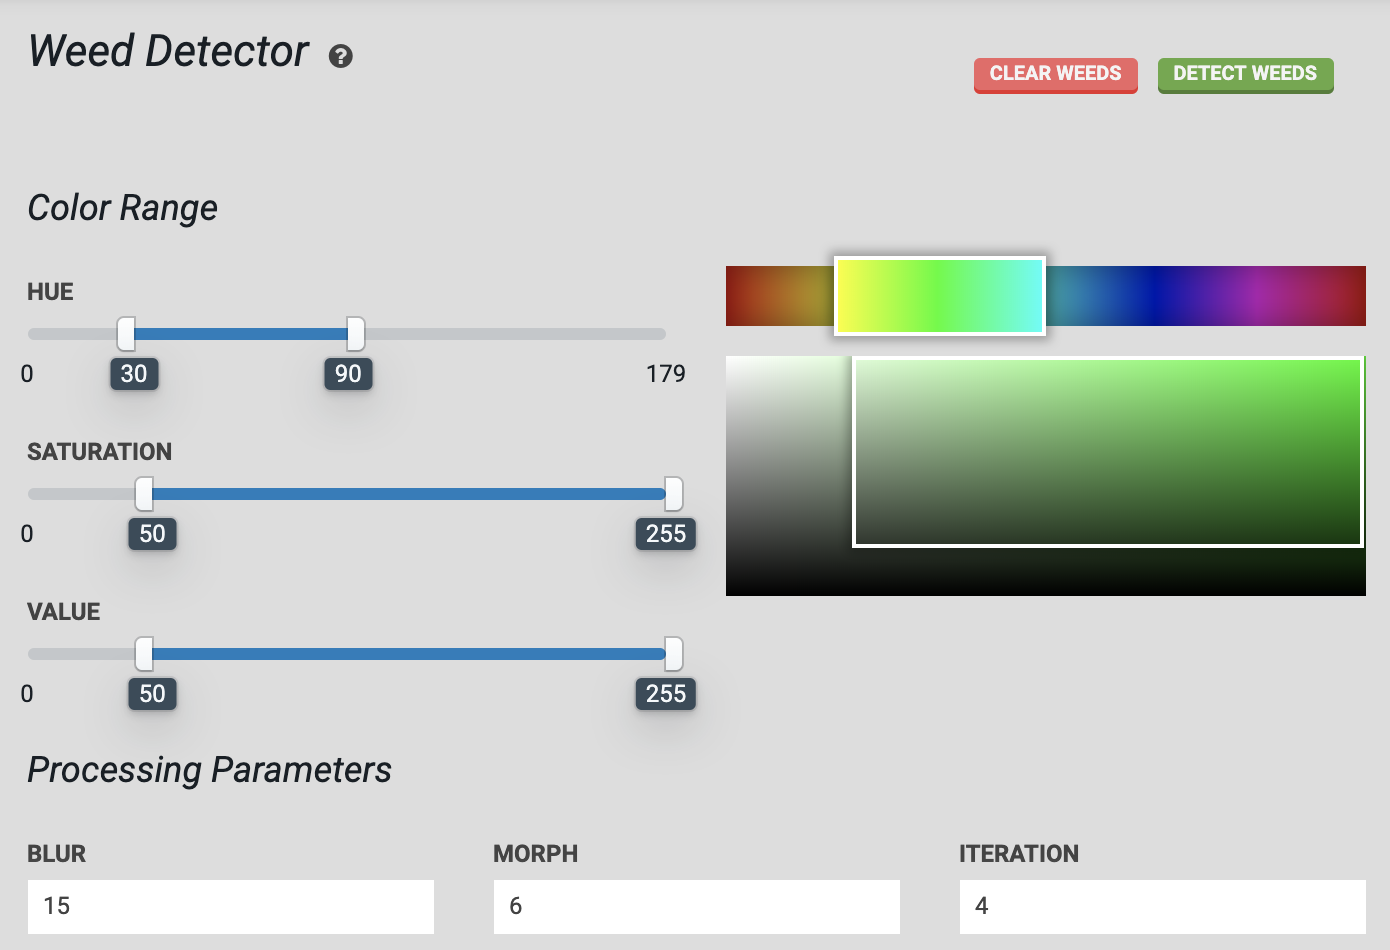 Weed Detector ?
CLEAR WEEDS DETECT WEEDS
Color Range
HUE
0 30 90 179
SATURATION
0 50 255
VALUE
0 50 255
Processing Parameters
BLUR MORPH ITERATION
15 6 4